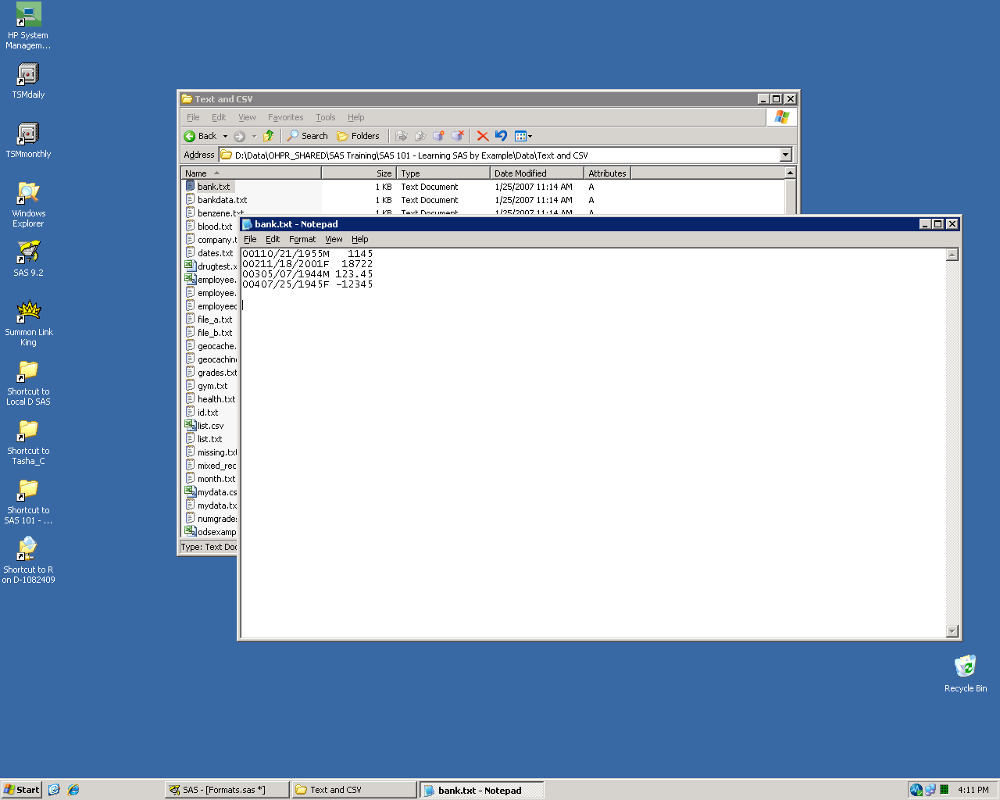 HP System
Managem...
TSMdaily
TSMmonthly
Windows
Explorer
SAS 9.2
Summon Link
King
Shortcut to
Local D SAS
Shortcut to
Tasha_C
Shortcut to
SAS 101 - ...
Shortcut to R
on D-1082409
Text and CSV
File Edit View Favorites Tools Help
Back Search Folders
Address D:\Data\OHPR_SHARED\SAS Training\SAS 101 - Learning SAS by Example\Data\Text and CSV
Name Size Type Date Modified Attributes
bank.txt 1 KB Text Document 1/25/2007 11:14 AM A
bankdata.txt 1 KB Text Document 1/25/2007 11:14 AM A
benzene.txt 1 KB Text Document 1/25/2007 11:14 AM A
blood.txt
company.t
dates.txt
drugtest.x
employee.
employee.
employeec
file_a.txt
file_b.txt
geocache.
geocachin
grades.txt
gym.txt
health.txt
id.txt
list.csv
list.txt
missing.txt
mixed_rec
month.txt
mydata.cs
mydata.tx
numgrades
odsexamp
Type: Text Doc
bank.txt - Notepad
File Edit Format View Help
00110/21/1955M   1145
00211/18/2001F  18722
00305/07/1944M 123.45
00407/25/1945F -12345
Recycle Bin
Start SAS - [Formats.sas *] Text and CSV bank.txt - Notepad 4:11 PM